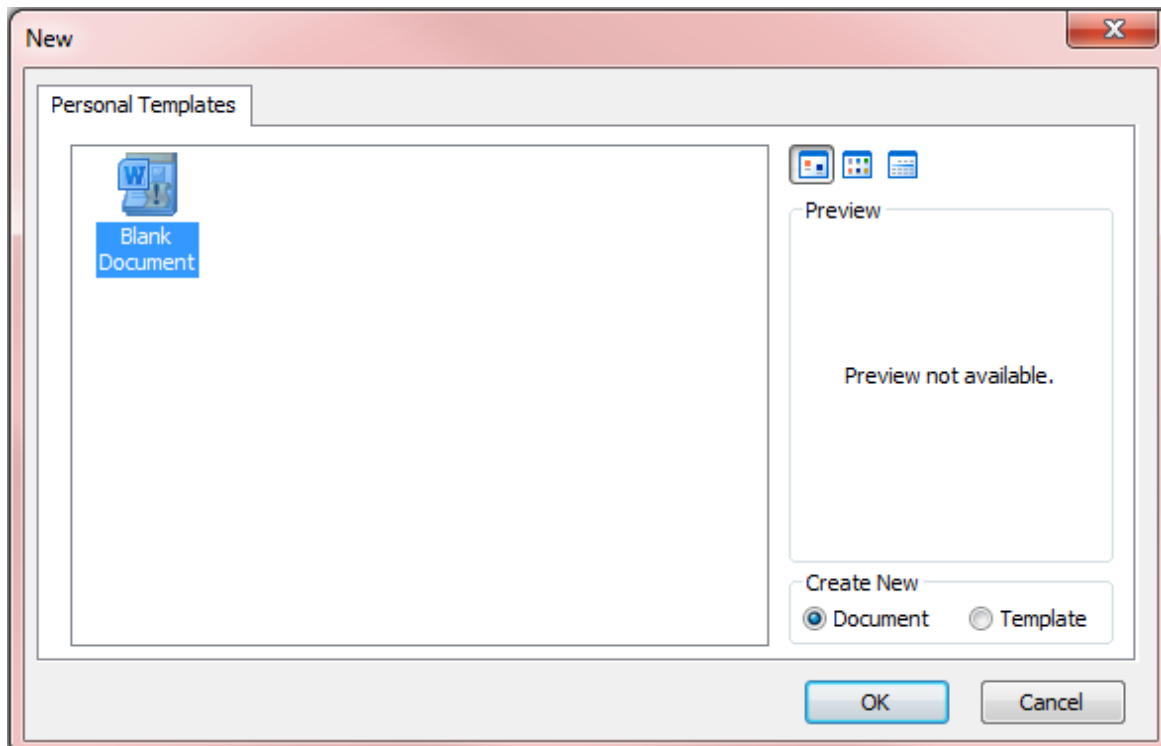 New
X
Personal Templates
W
Blank
Document
Preview
Preview not available.
Create New
Document
Template
OK
Cancel